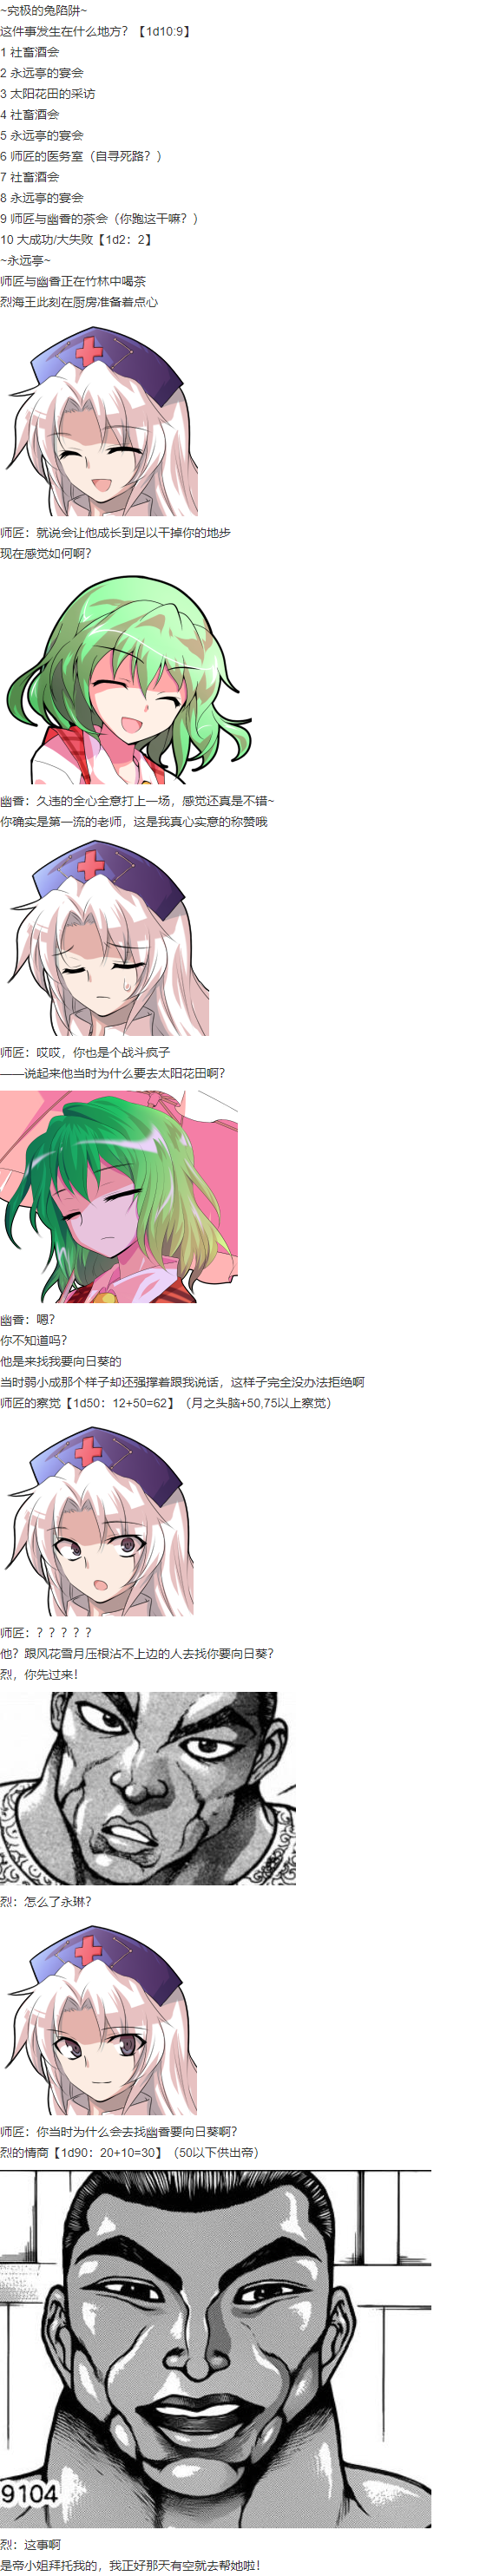 ~究极的兔陷阱~
这件事发生在什么地方？【1d10:9】
1 社畜酒会
2 永远亭的宴会
3 太阳花田的采访
4 社畜酒会
5 永远亭的宴会
6 师匠的医务室（自寻死路？）
7 社畜酒会
8 永远亭的宴会
9 师匠与幽香的茶会（你跑这干嘛？）
10 大成功/大失败【1d2：2】
~永远亭~
师匠与幽香正在竹林中喝茶
烈海王此刻在厨房准备着点心
师匠：就说会让他成长到足以干掉你的地步
现在感觉如何啊？
幽香：久违的全心全意打上一场，感觉还真是不错~
你确实是第一流的老师，这是我真心实意的称赞哦
师匠：哎哎，你也是个战斗疯子
——说起来他当时为什么要去太阳花田啊？
幽香：嗯？
你不知道吗？
他是来找我要向日葵的
当时弱小成那个样子却还强撑着跟我说话，这样子完全没办法拒绝啊
师匠的察觉【1d50：12+50=62】（月之头脑+50,75以上察觉）
师匠：？？？？？
他？跟风花雪月压根沾不上边的人去找你要向日葵？
烈，你先过来！
烈：怎么了永琳？
师匠：你当时为什么会去找幽香要向日葵啊？
烈的情商【1d90：20+10=30】（50以下供出帝）
9104
烈：这事啊
是帝小姐拜托我的，我正好那天有空就去帮她啦！